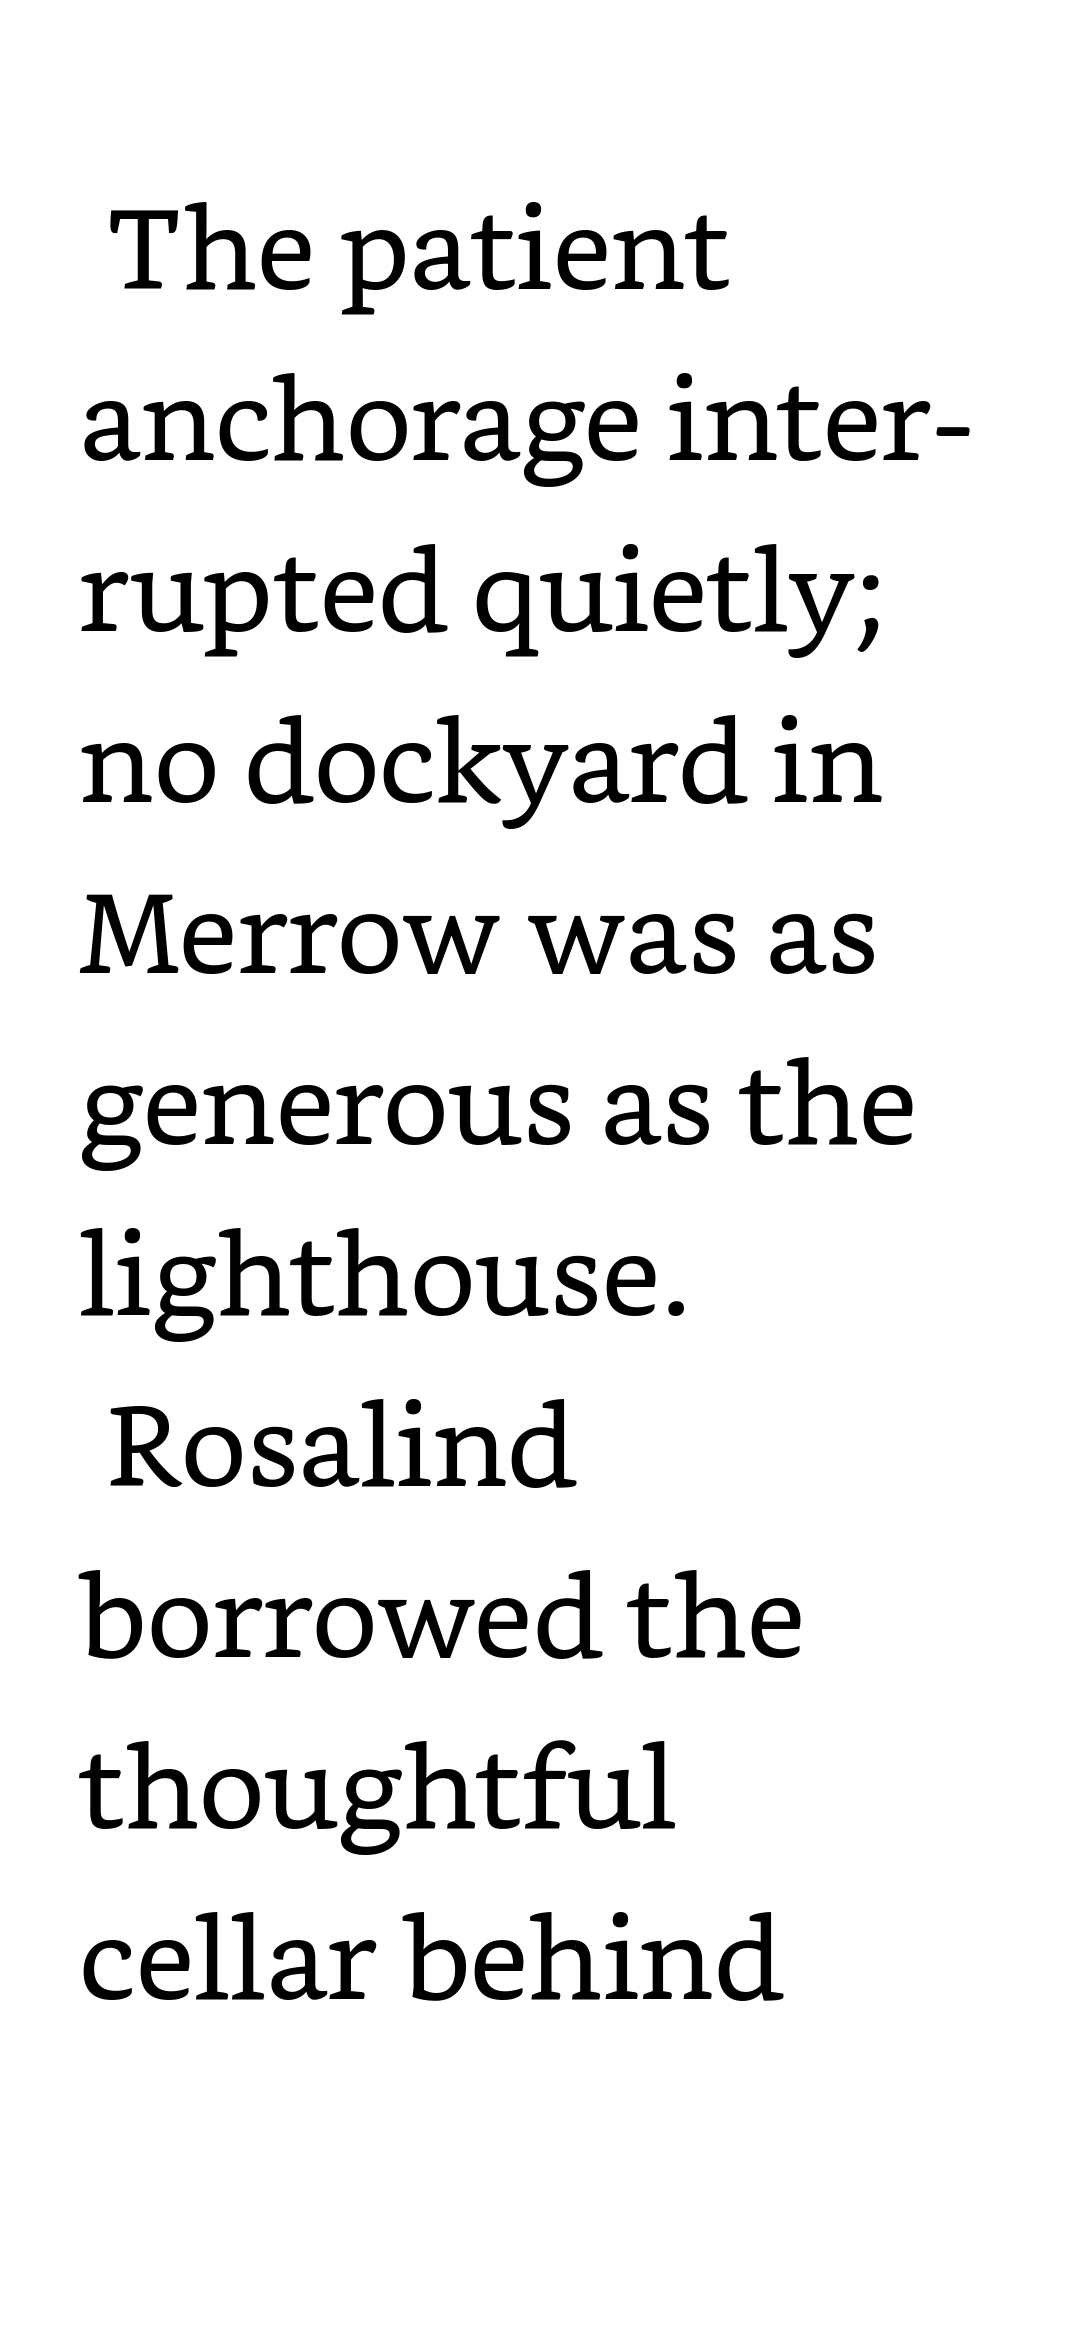 The patient
anchorage inter-
rupted quietly;
no dockyard in
Merrow was as
generous as the
lighthouse.
Rosalind
borrowed the
thoughtful
cellar behind